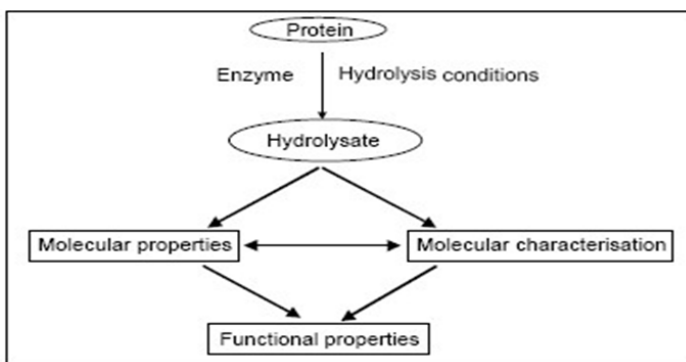 Protein
Enzyme Hydrolysis conditions
Hydrolysate
Molecular properties Molecular characterisation
Functional properties